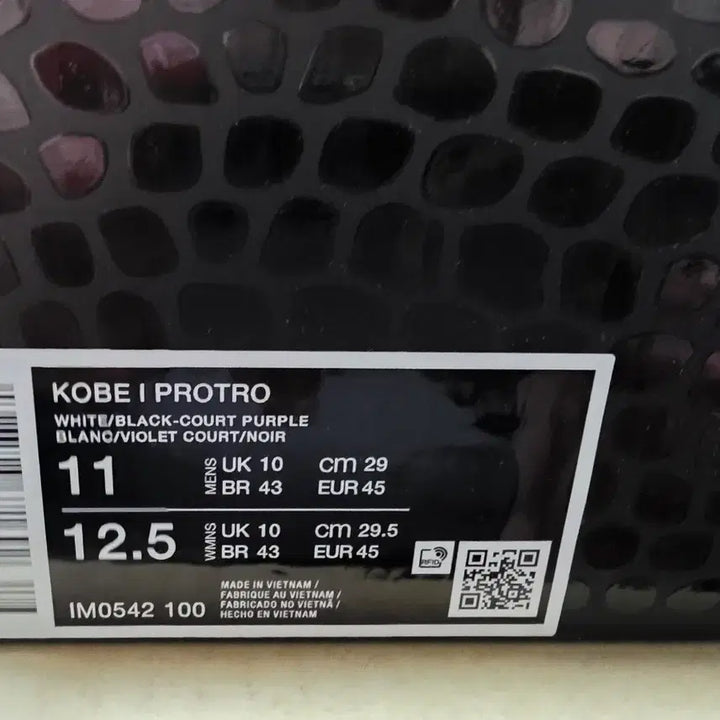 KOBE I PROTRO
WHITE/BLACK-COURT PURPLE
BLANC/VIOLET COURT/NOIR
11 MENS UK 10 cm 29
BR 43 EUR 45
12.5 WMNS UK 10 cm 29.5
BR 43 EUR 45
RFID
MADE IN VIETNAM /
FABRIQUE AU VIETNAM /
FABRICADO NO VIETNÃ /
HECHO EN VIETNAM
IM0542 100